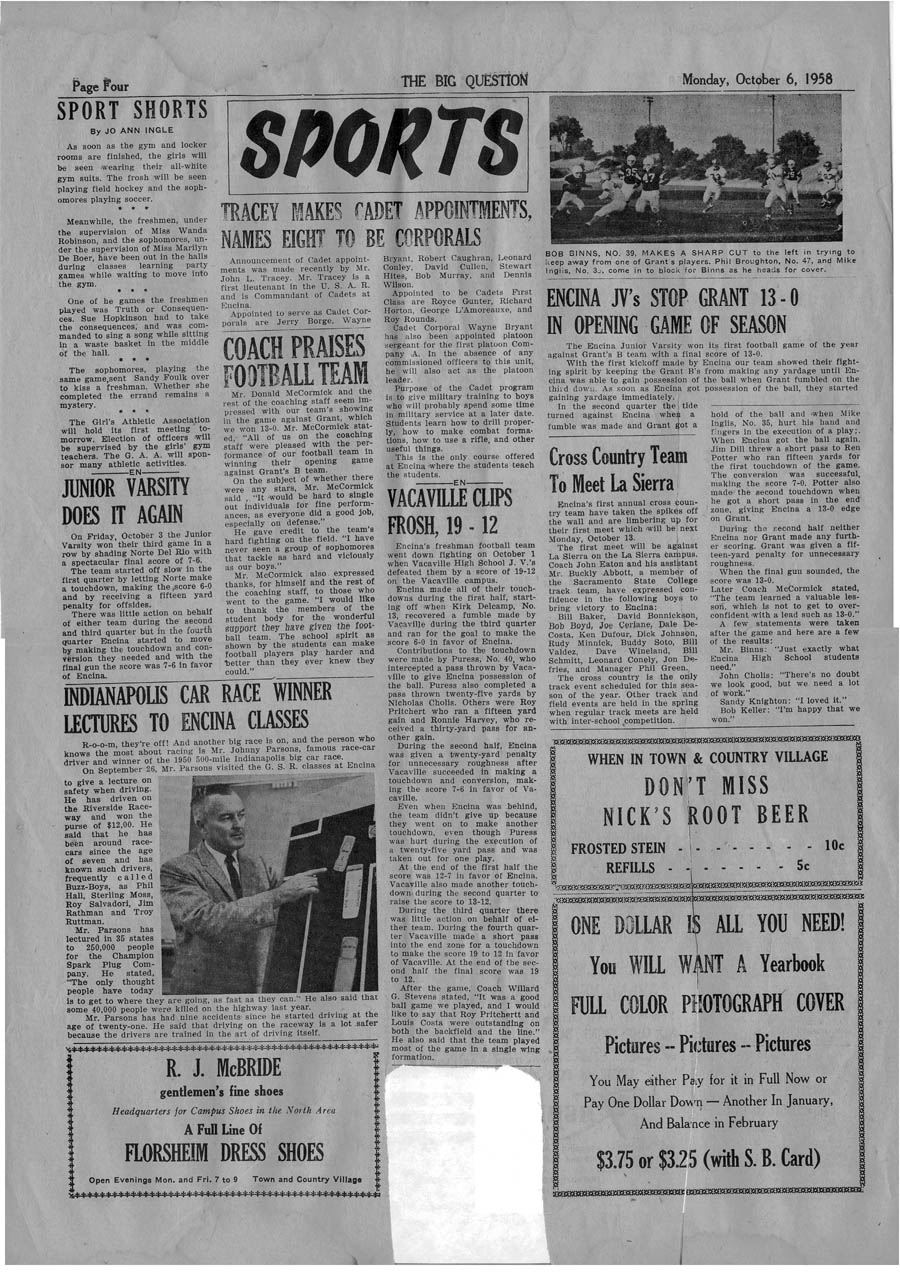 Page Four
THE BIG QUESTION
Monday, October 6, 1958
SPORT SHORTS
By JO ANN INGLE
As soon as the gym and locker
rooms are finished, the girls will
be seen wearing their all-white
gym suits. The frosh will be seen
playing field hockey and the soph-
omores playing soccer.
* * *
Meanwhile, the freshmen, under
the supervision of Miss Wanda
Robinson, and the sophomores, un-
der the supervision of Miss Marilyn
De Boer, have been out in the halls
during classes learning party
games while waiting to move into
the gym.
* * *
One of he games the freshmen
played was Truth or Consequen-
ces. Sue Hopkinson had to take
the consequences, and was com-
manded to sing a song while sitting
in a waste basket in the middle
of the hall.
* * *
The sophomores, playing the
same game, sent Sandy Foulk over
to kiss a freshman. Whether she
completed the errand remains a
mystery.
* * *
The Girl's Athletic Association
will hold its first meeting to-
morrow. Election of officers will
be supervised by the girls' gym
teachers. The G. A. A. will spon-
sor many athletic activities.
EN
JUNIOR VARSITY
DOES IT AGAIN
On Friday, October 3 the Junior
Varsity won their third game in a
row by shading Norte Del Rio with
a spectacular final score of 7-6.
The team started off slow in the
first quarter by letting Norte make
a touchdown, making the score 6-0
and by receiving a fifteen yard
penalty for offsides.
There was little action on behalf
of either team during the second
and third quarter but in the fourth
quarter Encina started to move
by making the touchdown and con-
version they needed and with the
final gun the score was 7-6 in favor
of Encina.
SPORTS
TRACEY MAKES CADET APPOINTMENTS,
NAMES EIGHT TO BE CORPORALS
Announcement of Cadet appoint-
ments was made recently by Mr.
John L. Tracey. Mr. Tracey is a
first lieutenant in the U. S. A. R.
and is Commandant of Cadets at
Encina.
Appointed to serve as Cadet Cor-
porals are Jerry Borge, Wayne
Bryant, Robert Caughran, Leonard
Conley, David Cullen, Stewart
Hites, Bob Murray, and Dennis
Wilson.
Appointed to be Cadets First
Class are Royce Gunter, Richard
Horton, George L'Amoreauxe, and
Roy Rounds.
Cadet Corporal Wayne Bryant
has also been appointed platoon
sergeant for the first platoon Com-
pany A. In the absence of any
commissioned officers to this unit,
he will also act as the platoon
leader.
Purpose of the Cadet program
is to give military training to boys
who will probably spend some time
in military service at a later date.
Students learn how to drill proper-
ly, how to make combat forma-
tions, how to use a rifle, and other
useful things.
This is the only course offered
at Encina where the students teach
the students.
EN
COACH PRAISES
FOOTBALL TEAM
Mr. Donald McCormick and the
rest of the coaching staff seem im-
pressed with our team's showing
in the game against Grant, which
we won 13-0. Mr. McCormick stat-
ed, "All of us on the coaching
staff were pleased with the per-
formance of our football team in
winning their opening game
against Grant's B team.
On the subject of whether there
were any stars, Mr. McCormick
said , "It would be hard to single
out individuals for fine perform-
ances, as everyone did a good job,
especially on defense."
He gave credit to the team's
hard fighting on the field. "I have
never seen a group of sophomores
that tackle as hard and viciously
as our boys."
Mr. McCormick also expressed
thanks, for himself and the rest of
the coaching staff, to those who
went to the game. "I would like
to thank the members of the
student body for the wonderful
support they have given the foot-
ball team. The school spirit as
shown by the students can make
football players play harder and
better than they ever knew they
could."
VACAVILLE CLIPS
FROSH, 19 - 12
Encina's freshman football team
went down fighting on October 1
when Vacaville High School J. V.'s
defeated them by a score of 19-12
on the Vacaville campus.
Encina made all of their touch-
downs during the first half, start-
ing off when Kirk Delcamp, No.
13, recovered a fumble made by
Vacaville during the third quarter
and ran for the goal to make the
score 6-0 in favor of Encina.
Contributions to the touchdown
were made by Puress, No. 40, who
intercepted a pass thrown by Vaca-
ville to give Encina possession of
the ball. Puress also completed a
pass thrown twenty-five yards by
Nicholas Cholis. Others were Roy
Pritchert who ran a fifteen yard
gain and Ronnie Harvey, who re-
ceived a thirty-yard pass for an-
other gain.
During the second half, Encina
was given a twenty-yard penalty
for unnecessary roughness after
Vacaville succeeded in making a
touchdown and conversion, mak-
ing the score 7-6 in favor of Va-
caville.
Even when Encina was behind,
the team didn't give up because
they went on to make another
touchdown, even though Puress
was hurt during the execution of
a twenty-five yard pass and was
taken out for one play.
At the end of the first half the
score was 12-7 in favor of Encina.
Vacaville also made another touch-
down during the second quarter to
raise the score to 13-12.
During the third quarter there
was little action on behalf of ei-
ther team. During the fourth quar-
ter Vacaville made a short pass
into the end zone for a touchdown
to make the score 19 to 12 in favor
of Vacaville. At the end of the sec-
ond half the final score was 19
to 12.
After the game, Coach Willard
G. Stevens stated, "It was a good
ball game we played, and I would
like to say that Roy Pritchertt and
Louis Costa were outstanding on
both the backfield and the line."
He also said that the team played
most of the game in a single wing
formation.
INDIANAPOLIS CAR RACE WINNER
LECTURES TO ENCINA CLASSES
R-o-o-m, they're off! And another big race is on, and the person who
knows the most about racing is Mr. Johnny Parsons, famous race-car
driver and winner of the 1950 500-mile Indianapolis big car race.
On September 26, Mr. Parsons visited the G. S. R. classes at Encina
to give a lecture on
safety when driving.
He has driven on
the Riverside Race-
way and won the
purse of $12,00. He
said that he has
been around race-
cars since the age
of seven and has
known such drivers,
frequently called
Buzz-Boys, as Phil
Hall, Sterling Moss,
Roy Salvadori, Jim
Rathman and Troy
Ruttman.
Mr. Parsons has
lectured in 35 states
to 250,000 people
for the Champion
Spark Plug Com-
pany. He stated,
"The only thought
people have today
is to get to where they are going, as fast as they can." He also said that
some 40,000 people were killed on the highway last year.
Mr. Parsons has had nine accidents since he started driving at the
age of twenty-one. He said that driving on the raceway is a lot safer
because the drivers are trained in the art of driving itself.
R. J. McBRIDE
gentlemen's fine shoes
Headquarters for Campus Shoes in the North Area
A Full Line Of
FLORSHEIM DRESS SHOES
Open Evenings Mon. and Fri. 7 to 9 Town and Country Village
35
47
BOB BINNS, NO. 39, MAKES A SHARP CUT to the left in trying to
keep away from one of Grant's players. Phil Broughton, No. 47, and Mike
Inglis, No. 35, come in to block for Binns as he heads for cover.
ENCINA JV's STOP GRANT 13 - 0
IN OPENING GAME OF SEASON
The Encina Junior Varsity won its first football game of the year
against Grant's B team with a final score of 13-0.
With the first kickoff made by Encina our team showed their fight-
ing spirit by keeping the Grant B's from making any yardage until En-
cina was able to gain possession of the ball when Grant fumbled on the
third down. As soon as Encina got possession of the ball, they started
gaining yardage immediately.
In the second quarter the tide
turned against Encina when a
fumble was made and Grant got a
hold of the ball and when Mike
Inglis, No. 35, hurt his hand and
fingers in the execution of a play.
When Encina got the ball again,
Jim Dill threw a short pass to Ken
Potter who ran fifteen yards for
the first touchdown of the game.
The conversion was successful,
making the score 7-0. Potter also
made the second touchdown when
he got a short pass in the end
zone, giving Encina a 13-0 edge
on Grant.
During the second half neither
Encina nor Grant made any furth-
er scoring. Grant was given a fif-
teen-yard penalty for unnecessary
roughness.
When the final gun sounded, the
score was 13-0.
Later Coach McCormick stated,
"The team learned a valuable les-
son, which is not to get to over-
confident with a lead such as 13-0."
A few statements were taken
after the game and here are a few
of the results:
Mr. Binns: "Just exactly what
Encina High School students
need."
John Cholis: "There's no doubt
we look good, but we need a lot
of work."
Sandy Knighton: "I loved it."
Bob Keller: "I'm happy that we
won."
Cross Country Team
To Meet La Sierra
Encina's first annual cross coun-
try team have taken the spikes off
the wall and are limbering up for
their first meet which will be next
Monday, October 13.
The first meet will be against
La Sierra on the La Sierra campus.
Coach John Eaton and his assistant
Mr. Buckly Abbott, a member of
the Sacramento State College
track team, have expressed con-
fidence in the following boys to
bring victory to Encina:
Bill Baker, David Bonnickson,
Bob Boyd, Joe Ceriane, Dale De-
Costa, Ken Dufour, Dick Johnson,
Rudy Minnick, Buddy Soto, Bill
Valdez, Dave Wineland, Bill
Schmitt, Leonard Conely, Jon De-
fries, and Manager Phil Green.
The cross country is the only
track event scheduled for this sea-
son of the year. Other track and
field events are held in the spring
when regular track meets are held
with inter-school competition.
WHEN IN TOWN & COUNTRY VILLAGE
DON'T MISS
NICK'S ROOT BEER
FROSTED STEIN - - - - - - - - 10c
REFILLS - - - - - - - - 5c
ONE DOLLAR IS ALL YOU NEED!
You WILL WANT A Yearbook
FULL COLOR PHOTOGRAPH COVER
Pictures -- Pictures -- Pictures
You May either Pay for it in Full Now or
Pay One Dollar Down — Another In January,
And Balance in February
$3.75 or $3.25 (with S. B. Card)